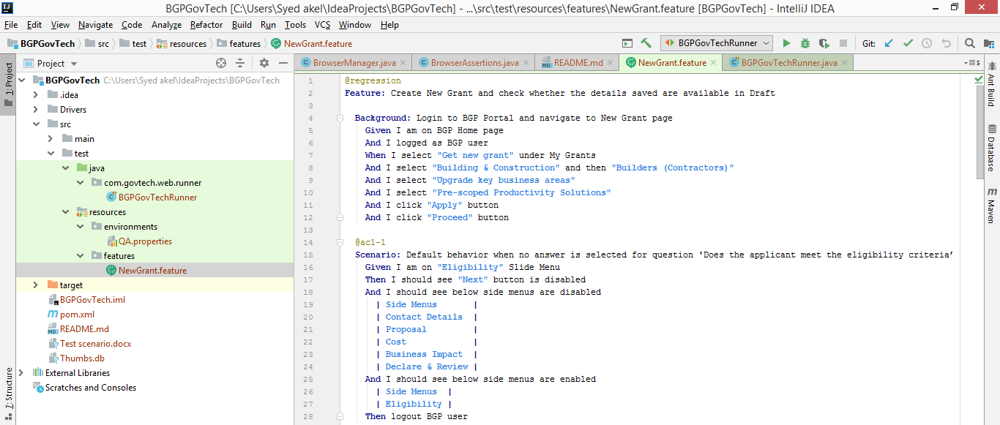 BGPGovTech [C:\Users\Syed akel\IdeaProjects\BGPGovTech] - ...\src\test\resources\features\NewGrant.feature [BGPGovTech] - IntelliJ IDEA
File Edit View Navigate Code Analyze Refactor Build Run Tools VCS Window Help
BGPGovTech src test resources features NewGrant.feature BGPGovTechRunner Git:
Project
BrowserManager.java BrowserAssertions.java README.md NewGrant.feature BGPGovTechRunner.java 5
1: Project
7: Structure
BGPGovTech C:\Users\Syed akel\IdeaProjects\BGPGovTech
.idea
Drivers
src
main
test
java
com.govtech.web.runner
BGPGovTechRunner
resources
environments
QA.properties
features
NewGrant.feature
target
BGPGovTech.iml
pom.xml
README.md
Test scenario.docx
Thumbs.db
External Libraries
Scratches and Consoles
1 @regression
2 Feature: Create New Grant and check whether the details saved are available in Draft
3
4 Background: Login to BGP Portal and navigate to New Grant page
5 Given I am on BGP Home page
6 And I logged as BGP user
7 When I select "Get new grant" under My Grants
8 And I select "Building & Construction" and then "Builders (Contractors)"
9 And I select "Upgrade key business areas"
10 And I select "Pre-scoped Productivity Solutions"
11 And I click "Apply" button
12 And I click "Proceed" button
13
14 @ac1-1
15 Scenario: Default behavior when no answer is selected for question 'Does the applicant meet the eligibility criteria’
16 Given I am on "Eligibility" Slide Menu
17 Then I should see "Next" button is disabled
18 And I should see below side menus are disabled
19 | Side Menus |
20 | Contact Details |
21 | Proposal |
22 | Cost |
23 | Business Impact |
24 | Declare & Review |
25 And I should see below side menus are enabled
26 | Side Menus |
27 | Eligibility |
28 Then logout BGP user
Ant Build
Database
m Maven